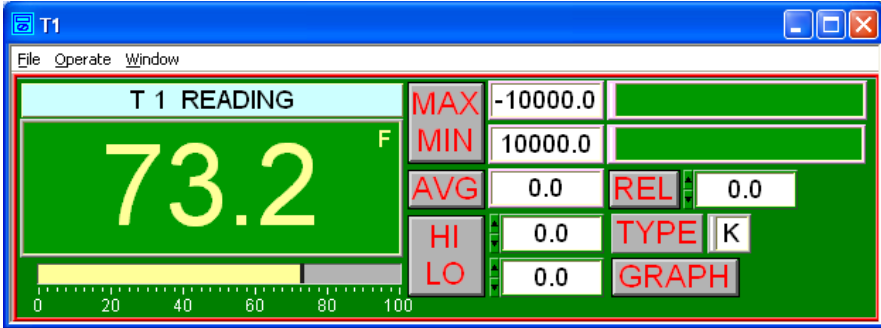 T1
File Operate Window
T 1 READING
F
73.2
0 20 40 60 80 100
MAX -10000.0
MIN 10000.0
AVG 0.0 REL 0.0
HI 0.0 TYPE K
LO 0.0 GRAPH